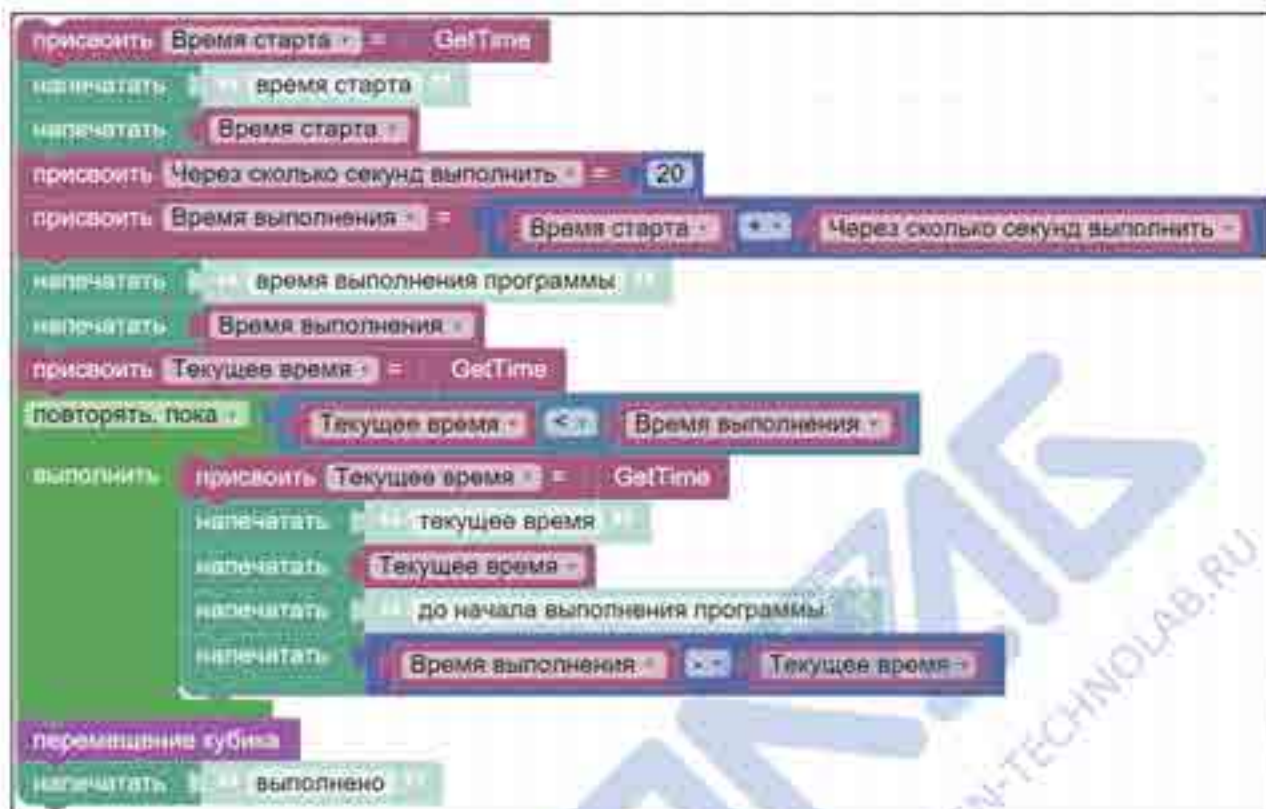 присвоить Время старта = GetTime
напечатать “ время старта ”
напечатать Время старта
присвоить Через сколько секунд выполнить = 20
присвоить Время выполнения = Время старта + Через сколько секунд выполнить
напечатать “ время выполнения программы ”
напечатать Время выполнения
присвоить Текущее время = GetTime
повторять, пока Текущее время < Время выполнения
выполнить присвоить Текущее время = GetTime
напечатать “ текущее время ”
напечатать Текущее время
напечатать “ до начала выполнения программы ”
напечатать Время выполнения - Текущее время
перемещение кубика
напечатать “ выполнено ”
N-TECHNOLAB.RU